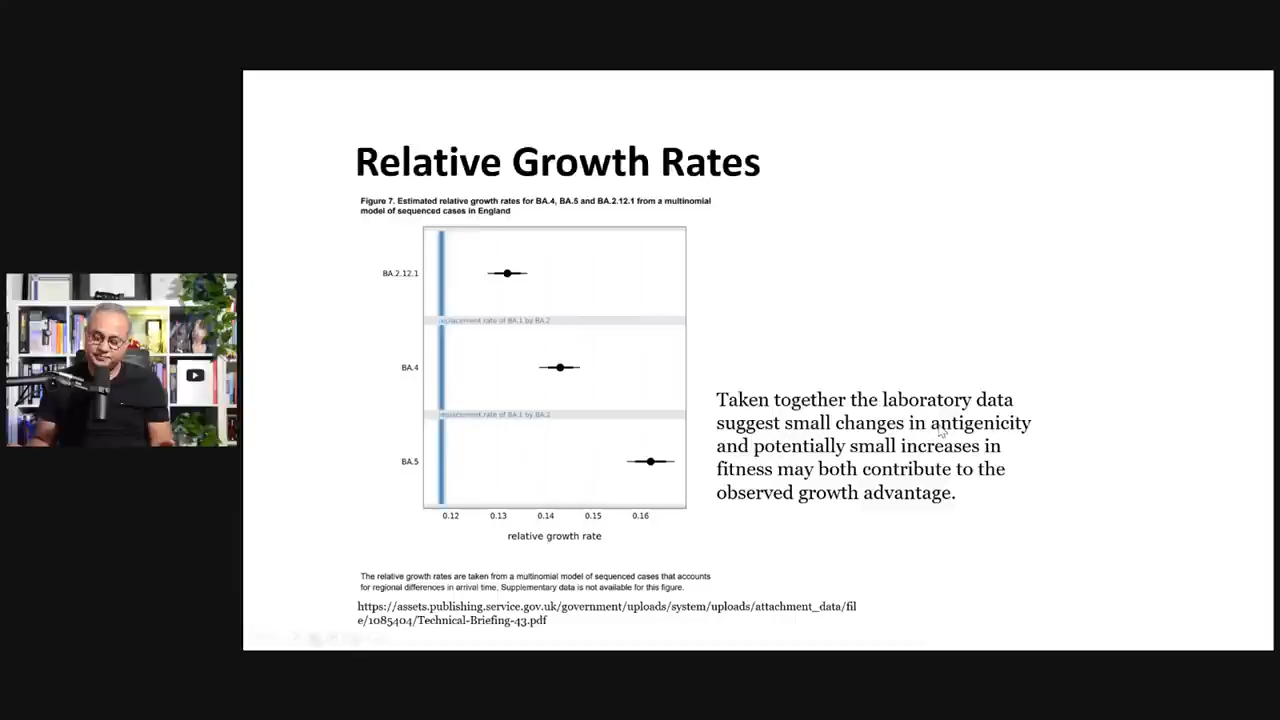 Relative Growth Rates
Figure 7. Estimated relative growth rates for BA.4, BA.5 and BA.2.12.1 from a multinomial
model of sequenced cases in England
BA.2.12.1
replacement rate of BA.1 by BA.2
BA.4
replacement rate of BA.1 by BA.2
BA.5
0.12 0.13 0.14 0.15 0.16
relative growth rate
Taken together the laboratory data
suggest small changes in antigenicity
and potentially small increases in
fitness may both contribute to the
observed growth advantage.
The relative growth rates are taken from a multinomial model of sequenced cases that accounts
for regional differences in arrival time. Supplementary data is not available for this figure.
https://assets.publishing.service.gov.uk/government/uploads/system/uploads/attachment_data/fil
e/1085404/Technical-Briefing-43.pdf